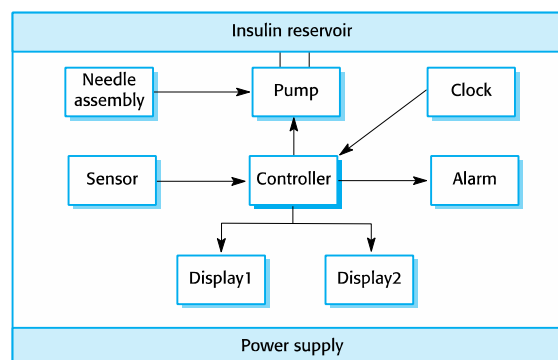 Insulin reservoir
Needle
assembly
Pump
Clock
Sensor
Controller
Alarm
Display1
Display2
Power supply